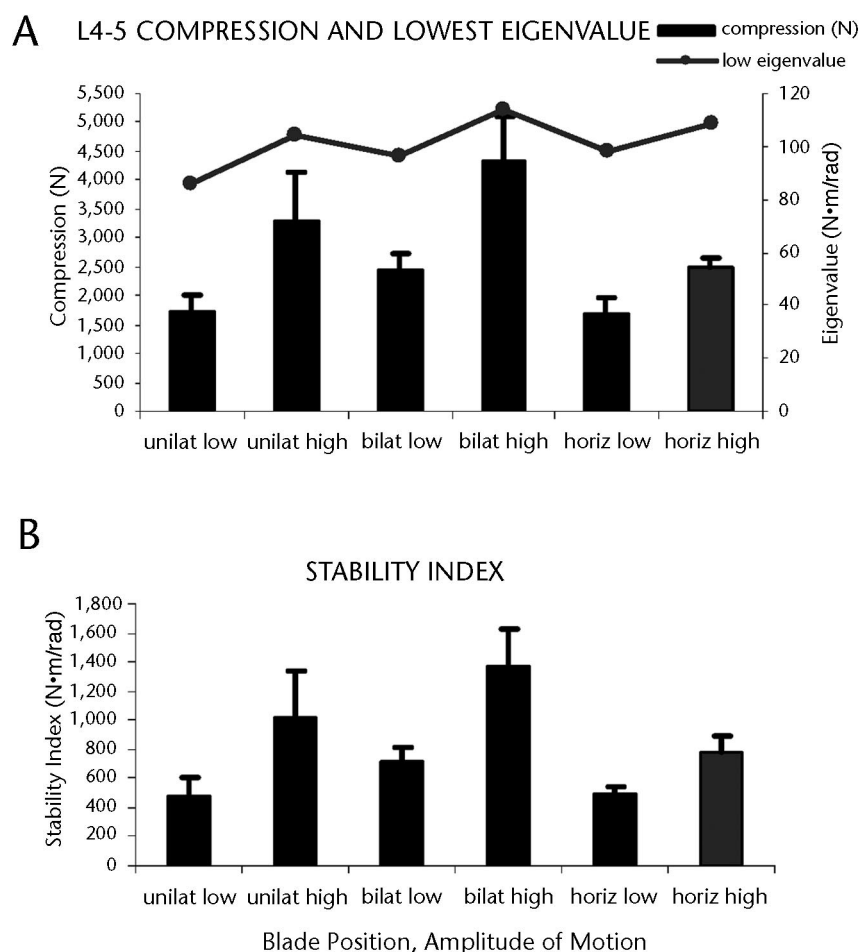 A
L4-5 COMPRESSION AND LOWEST EIGENVALUE
compression (N)
low eigenvalue
Compression (N)
5,500
5,000
4,500
4,000
3,500
3,000
2,500
2,000
1,500
1,000
500
0
120
100
80
60
40
20
0
Eigenvalue (N•m/rad)
unilat low unilat high bilat low bilat high horiz low horiz high
B
STABILITY INDEX
Stability Index (N•m/rad)
1,800
1,600
1,400
1,200
1,000
800
600
400
200
0
unilat low unilat high bilat low bilat high horiz low horiz high
Blade Position, Amplitude of Motion